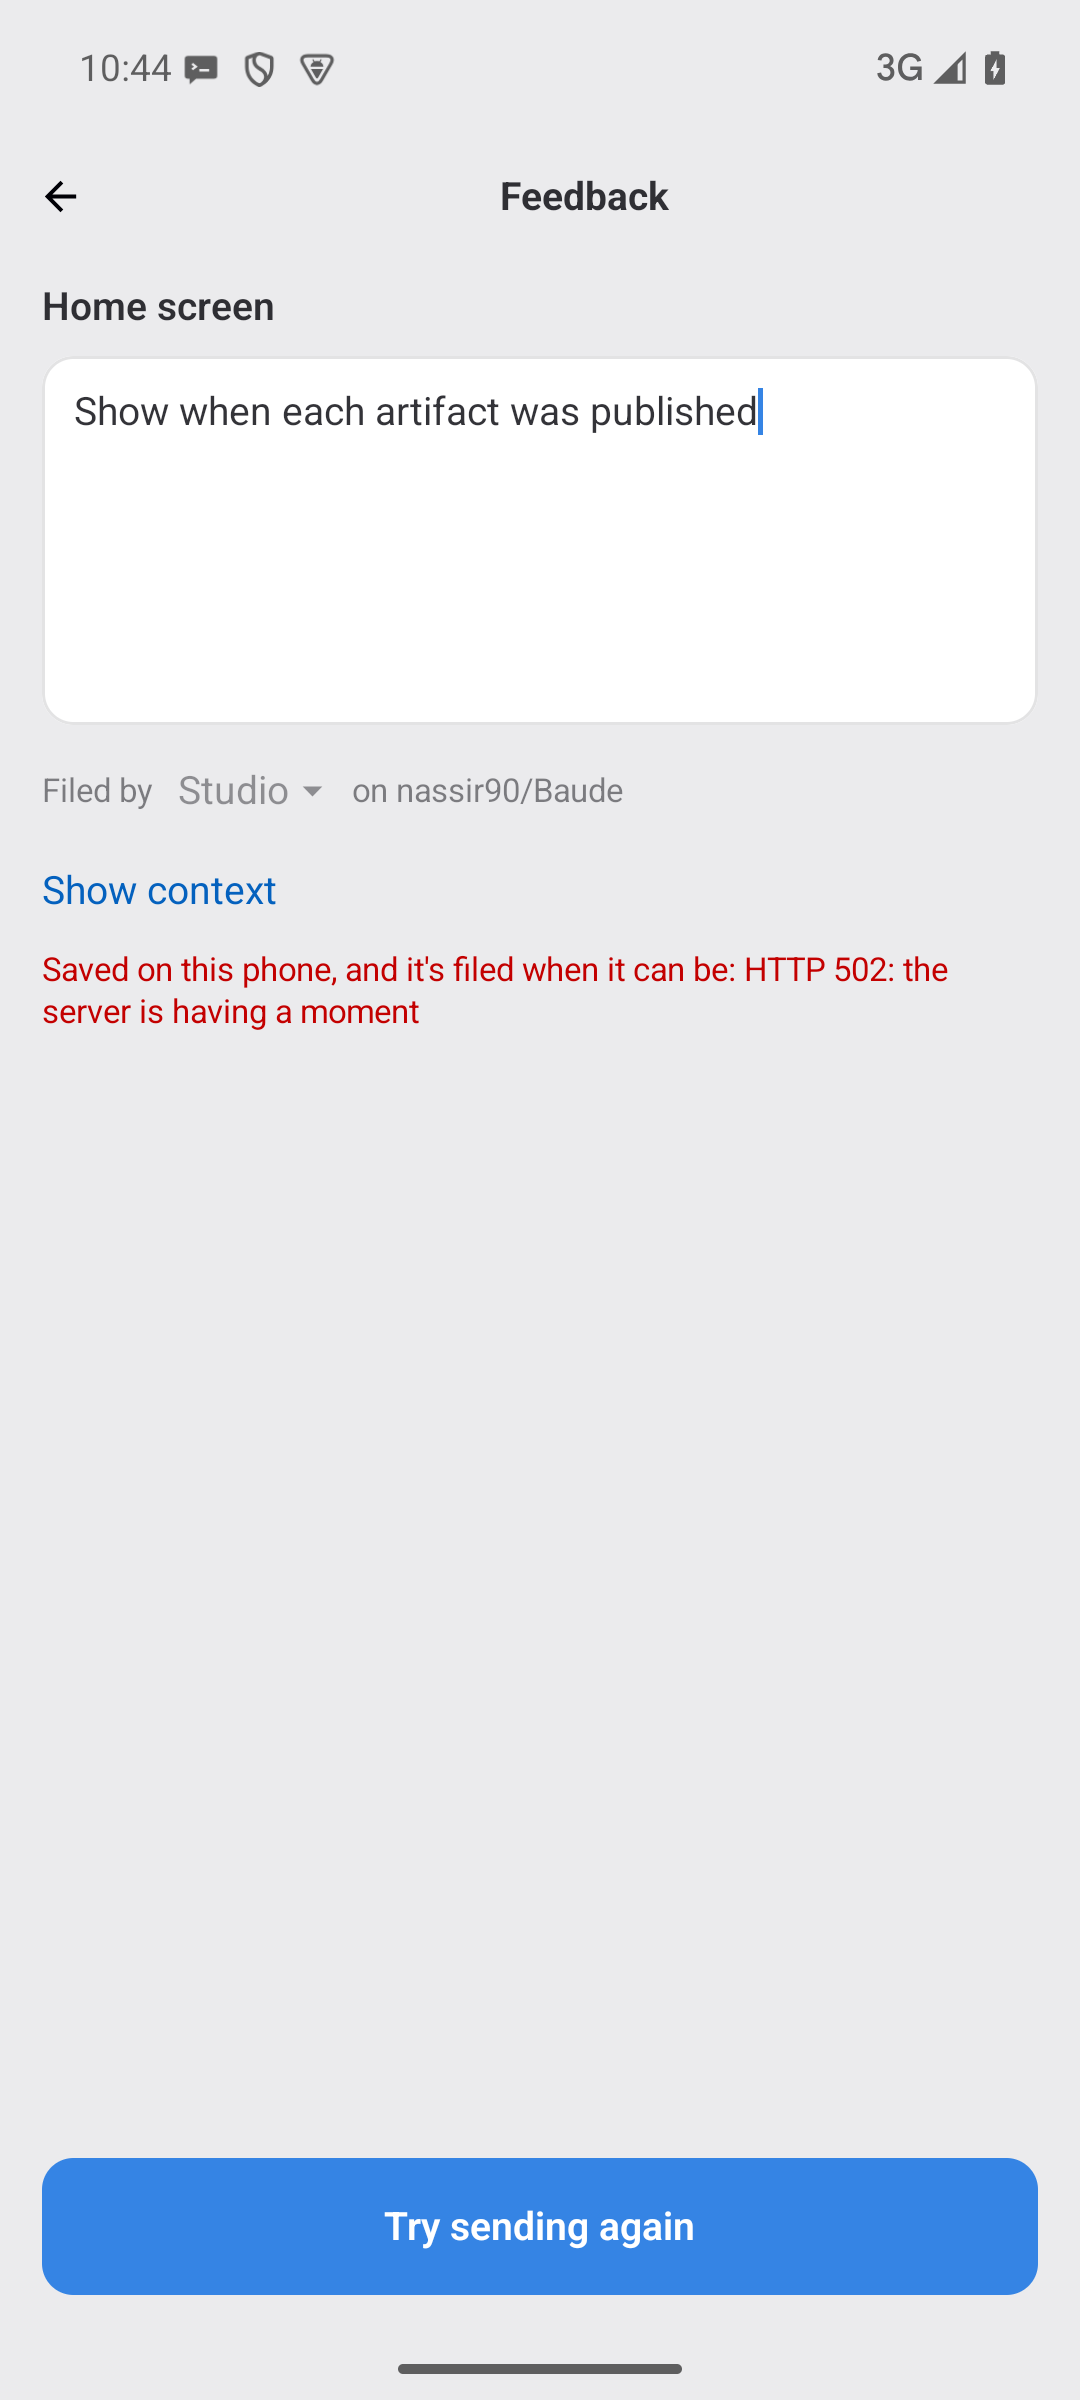 10:44
3G
Feedback
Home screen
Show when each artifact was published
Filed by Studio on nassir90/Baude
Show context
Saved on this phone, and it's filed when it can be: HTTP 502: the
server is having a moment
Try sending again